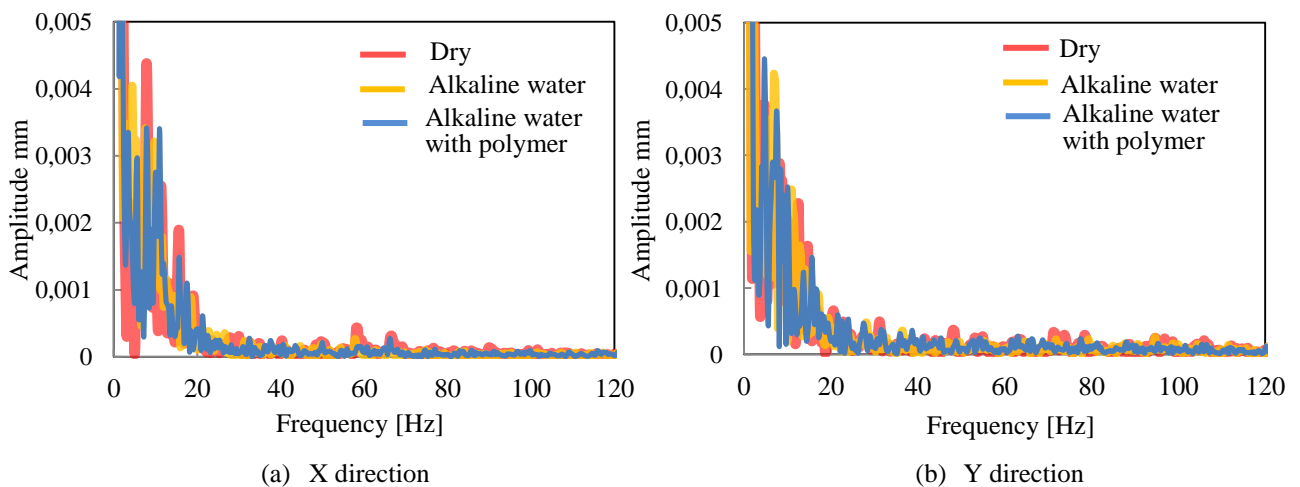 0,005
0,004
0,003
0,002
0,001
0
Amplitude mm
Dry
Alkaline water
Alkaline water
with polymer
0 20 40 60 80 100 120
Frequency [Hz]
(a) X direction
0,005
0,004
0,003
0,002
0,001
0
Amplitude mm
Dry
Alkaline water
Alkaline water
with polymer
0 20 40 60 80 100 120
Frequency [Hz]
(b) Y direction